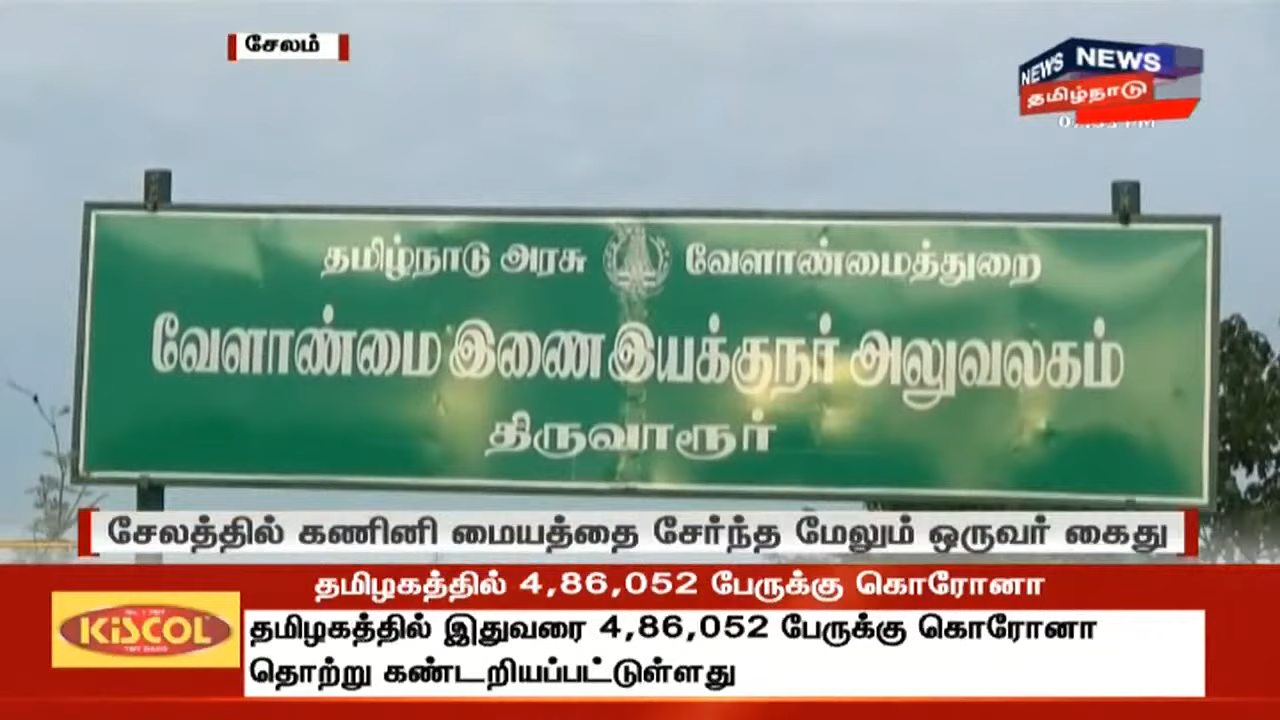 சேலம்
NEWS NEWS
தமிழ்நாடு
தமிழ்நாடு அரசு வேளாண்மைத்துறை
வேளாண்மை இணை இயக்குநர் அலுவலகம்
திருவாரூர்
சேலத்தில் கணினி மையத்தை சேர்ந்த மேலும் ஒருவர் கைது
தமிழகத்தில் 4,86,052 பேருக்கு கொரோனா
KiSCOL
தமிழகத்தில் இதுவரை 4,86,052 பேருக்கு கொரோனா
தொற்று கண்டறியப்பட்டுள்ளது